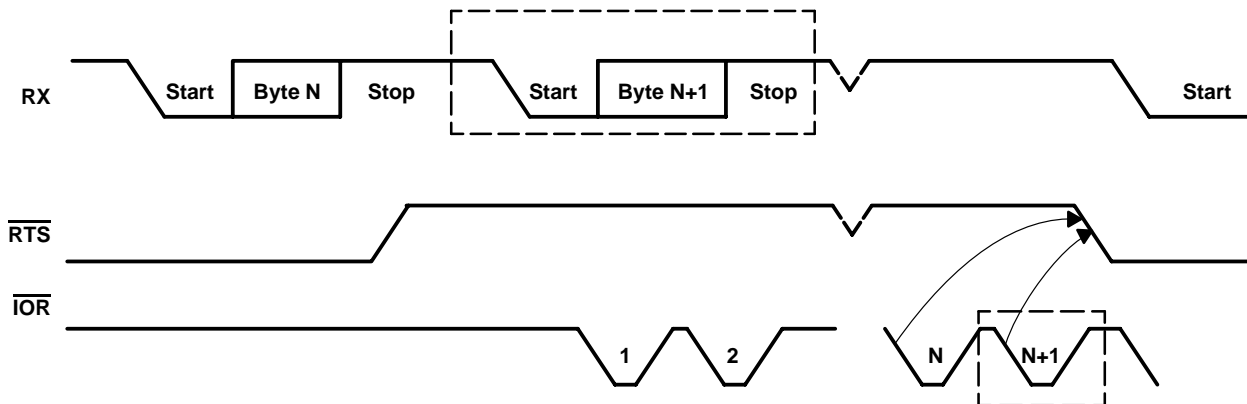 RX Start Byte N Stop Start Byte N+1 Stop Start
RTS
IOR
1 2 N N+1